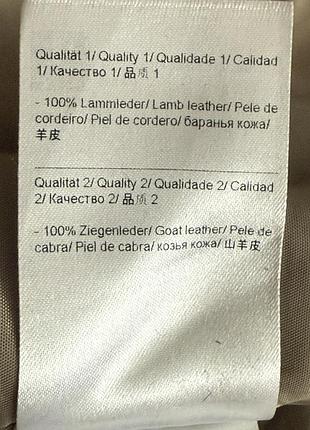 Qualität 1/ Quality 1/ Qualidade 1/ Calidad
1/ Качество 1/ 品质 1
- 100% Lammleder/ Lamb leather/ Pele de
cordeiro/ Piel de cordero/ баранья кожа/
羊皮
Qualität 2/ Quality 2/ Qualidade 2/ Calidad
2/ Качество 2/ 品质 2
- 100% Ziegenleder/ Goat leather/ Pele de
cabra/ Piel de cabra/ козья кожа/ 山羊皮